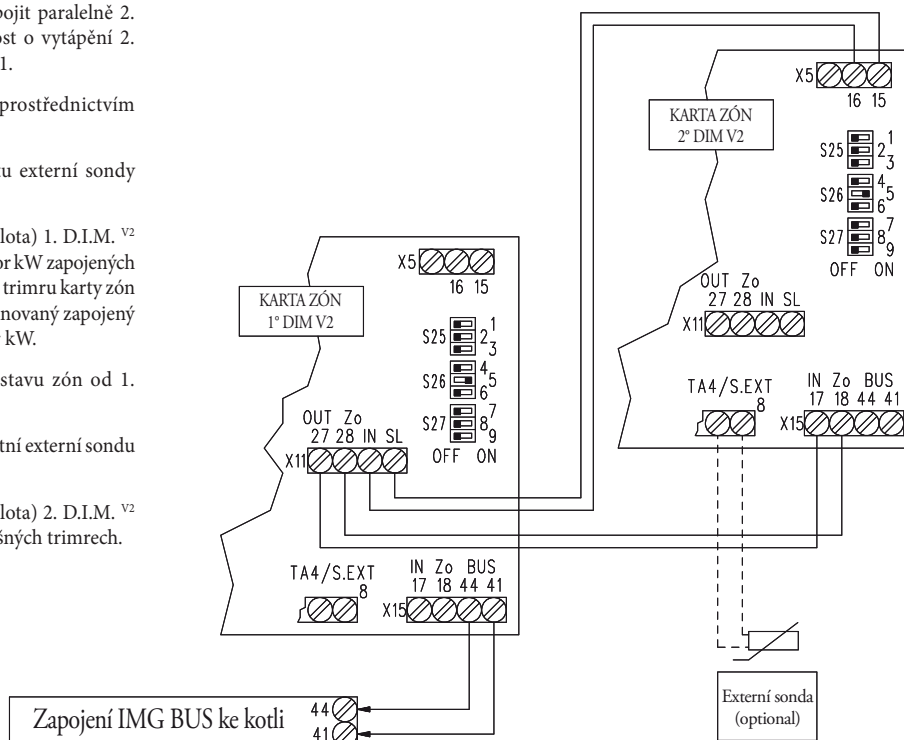 pojit paralelně 2.
ost o vytápění 2.
1.
prostřednictvím
tu externí sondy
lota) 1. D.I.M. V2
or kW zapojených
trimru karty zón
novaný zapojený
kW.
stavu zón od 1.
tní externí sondu
lota) 2. D.I.M. V2
šných trimrech.
X5
16 15
KARTA ZÓN
2° DIM V2
S25
1
2
3
S26
4
5
6
S27
7
8
9
OFF ON
OUT Zo
27 28 IN SL
X11
TA4/S.EXT
8
IN Zo BUS
17 18 44 41
X15
X5
16 15
KARTA ZÓN
1° DIM V2
S25
1
2
3
S26
4
5
6
S27
7
8
9
OFF ON
OUT Zo
27 28 IN SL
X11
TA4/S.EXT
8
IN Zo BUS
17 18 44 41
X15
Externí sonda
(optional)
Zapojení IMG BUS ke kotli
44
41